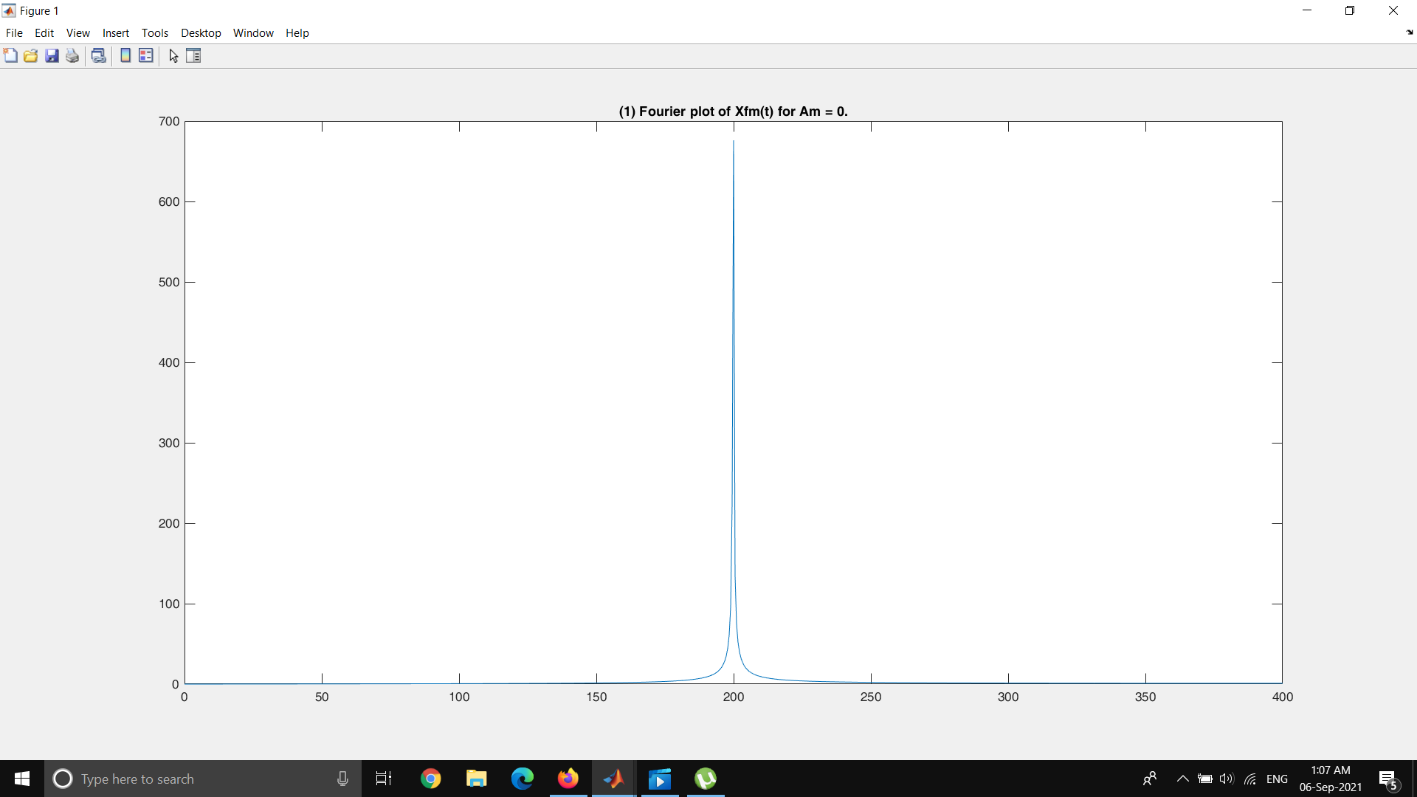 Figure 1
File Edit View Insert Tools Desktop Window Help
(1) Fourier plot of Xfm(t) for Am = 0.
700
600
500
400
300
200
100
0
0 50 100 150 200 250 300 350 400
Type here to search
ENG
1:07 AM
06-Sep-2021
5